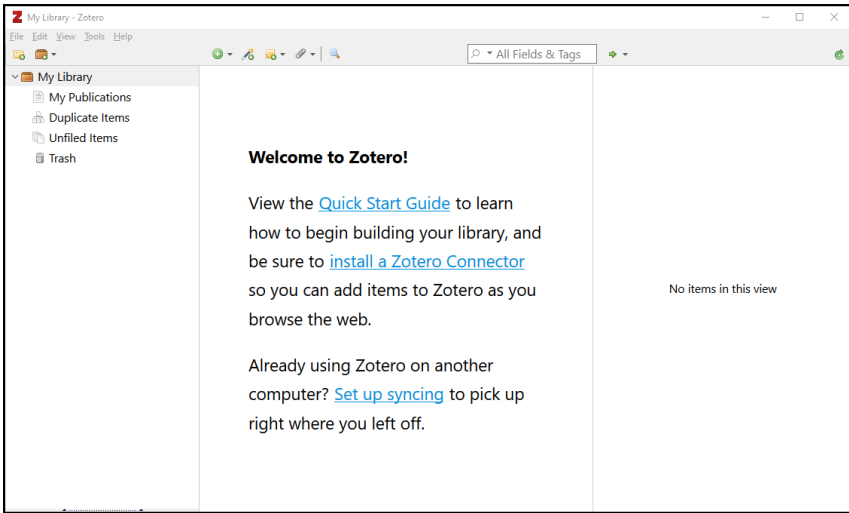 Z My Library - Zotero
File Edit View Tools Help
All Fields & Tags
My Library
My Publications
Duplicate Items
Unfiled Items
Trash
Welcome to Zotero!
View the Quick Start Guide to learn
how to begin building your library, and
be sure to install a Zotero Connector
so you can add items to Zotero as you
browse the web.
Already using Zotero on another
computer? Set up syncing to pick up
right where you left off.
No items in this view